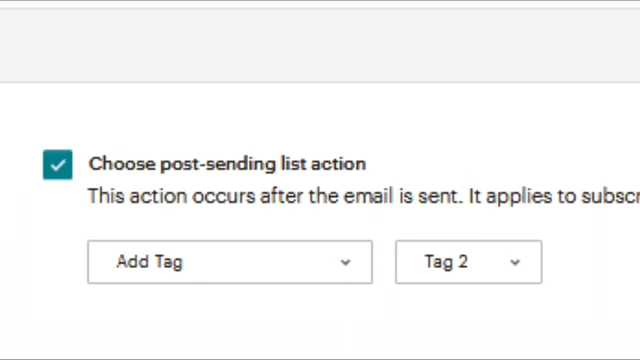 Choose post-sending list action
This action occurs after the email is sent. It applies to
Add Tag
Tag 2